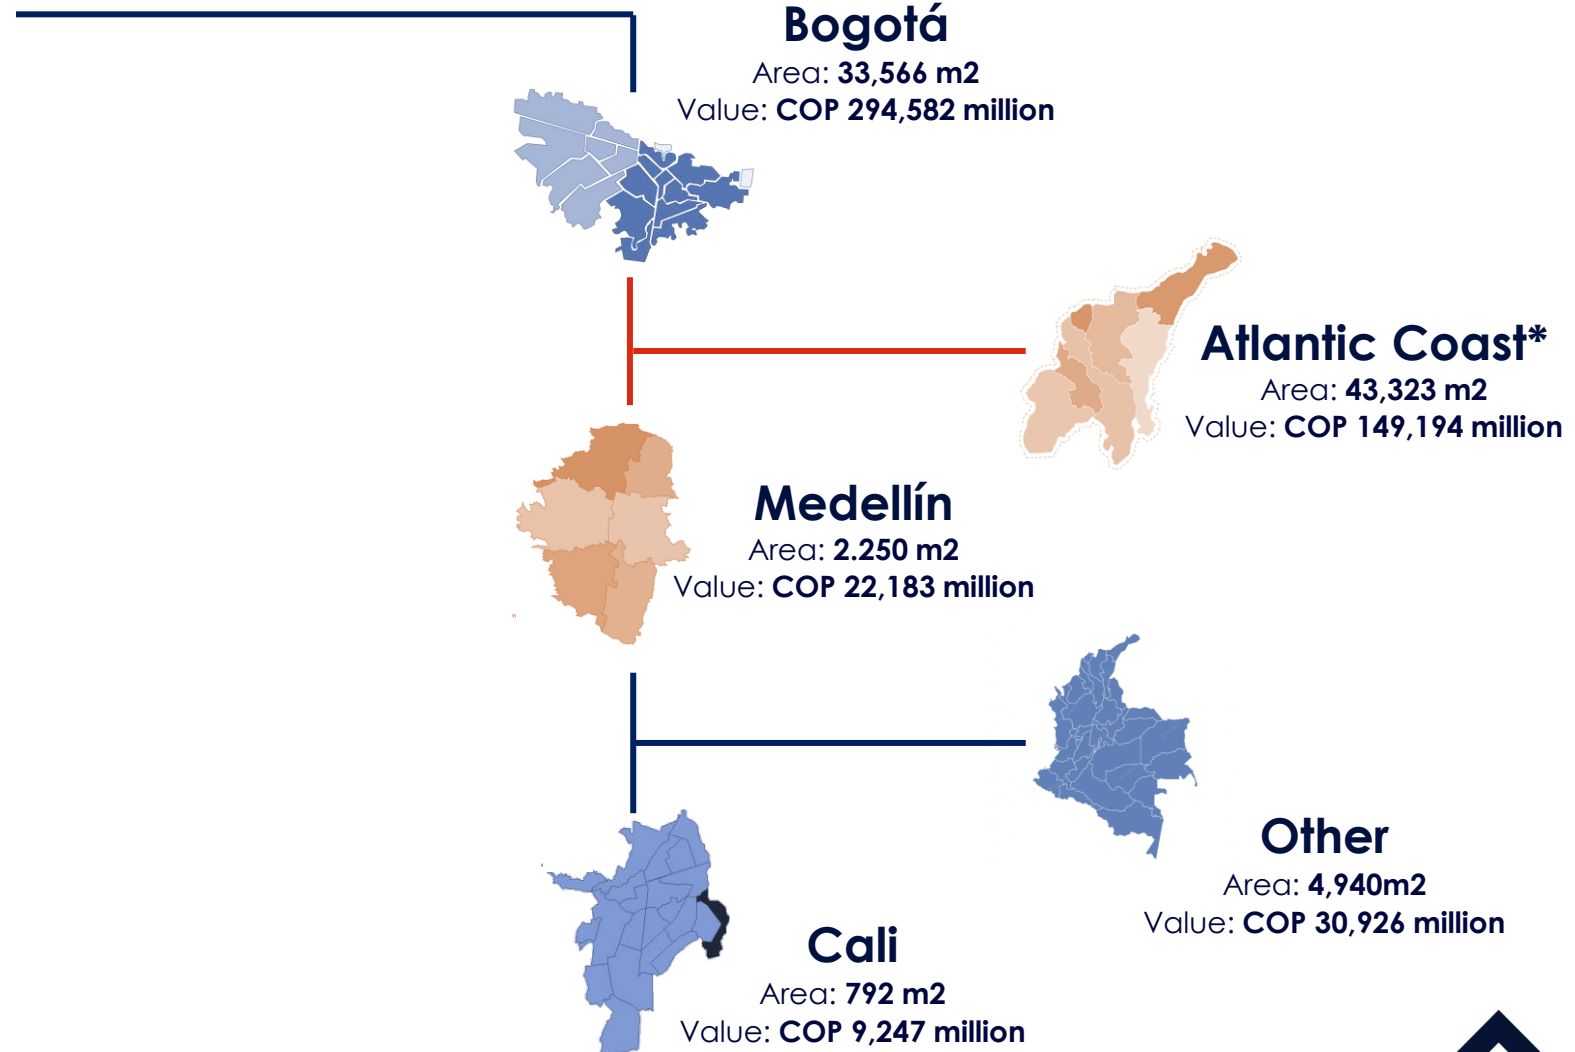 Bogotá
Area: 33,566 m2
Value: COP 294,582 million
Atlantic Coast*
Area: 43,323 m2
Value: COP 149,194 million
Medellín
Area: 2.250 m2
Value: COP 22,183 million
Other
Area: 4,940m2
Value: COP 30,926 million
Cali
Area: 792 m2
Value: COP 9,247 million